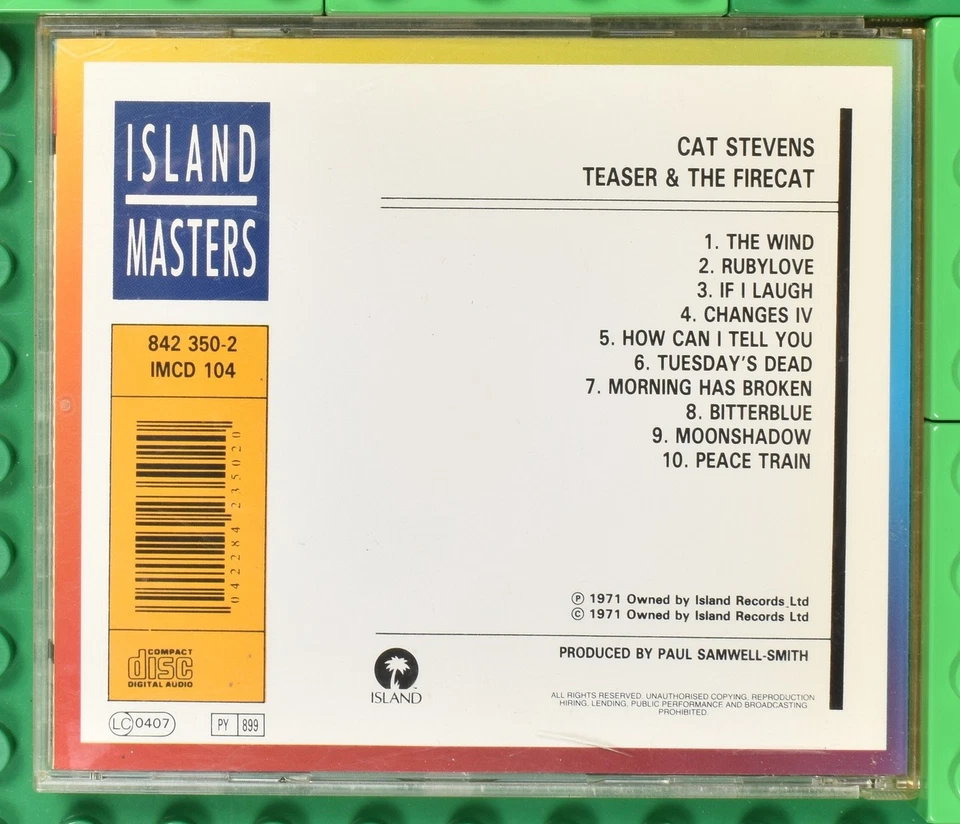 ISLAND
MASTERS
842 350-2
IMCD 104
042284 235020
COMPACT
disc
DIGITAL AUDIO
LC 0407
PY 899
CAT STEVENS
TEASER & THE FIRECAT
1. THE WIND
2. RUBYLOVE
3. IF I LAUGH
4. CHANGES IV
5. HOW CAN I TELL YOU
6. TUESDAY'S DEAD
7. MORNING HAS BROKEN
8. BITTERBLUE
9. MOONSHADOW
10. PEACE TRAIN
Ⓟ 1971 Owned by Island Records Ltd
© 1971 Owned by Island Records Ltd
PRODUCED BY PAUL SAMWELL-SMITH
ISLAND
ALL RIGHTS RESERVED. UNAUTHORISED COPYING, REPRODUCTION
HIRING, LENDING, PUBLIC PERFORMANCE AND BROADCASTING
PROHIBITED.